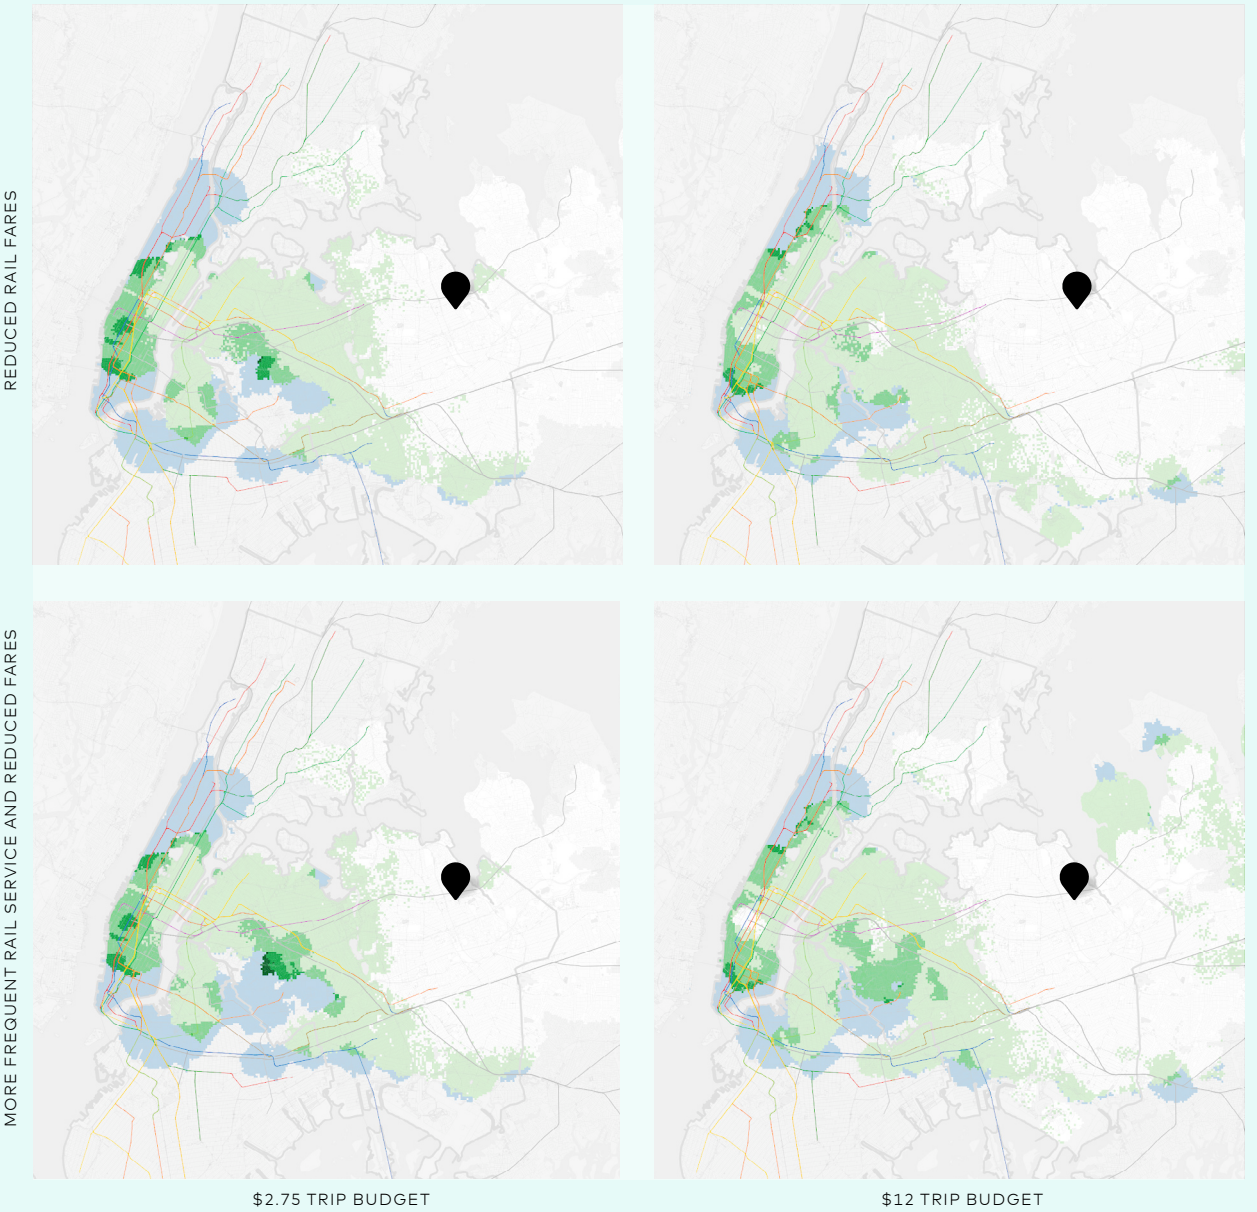 REDUCED RAIL FARES
MORE FREQUENT RAIL SERVICE AND REDUCED FARES
$2.75 TRIP BUDGET
$12 TRIP BUDGET